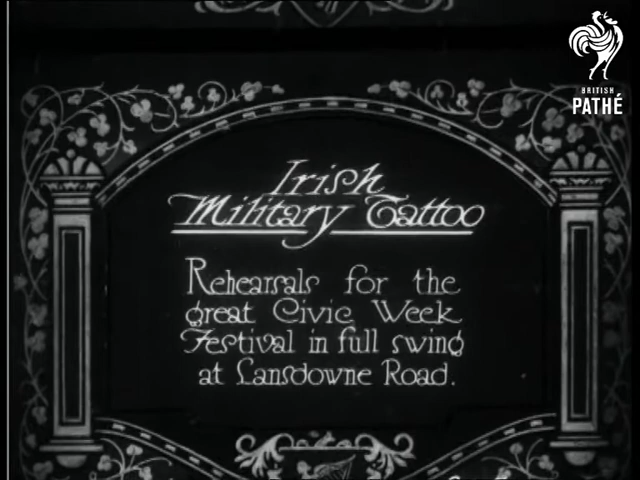 BRITISH
PATHÉ
Irish
Military Tattoo
Rehearsals for the
great Civic Week
Festival in full swing
at Lansdowne Road.